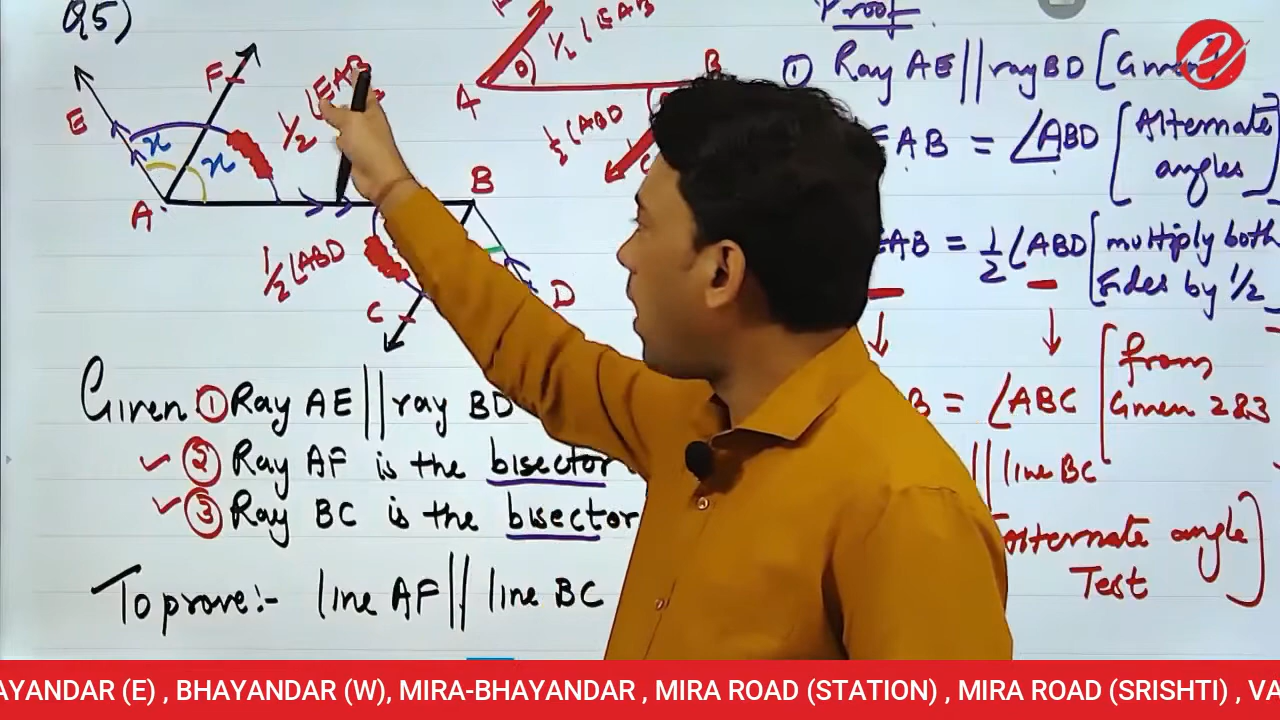 Q5)
E
F
A
B
D
C
x
x
½ ∠EAB
½ ∠ABD
A
B
θ
½ ∠EAB
½ ∠ABD
C
Given ① Ray AE || ray BD
② Ray AF is the bisector
③ Ray BC is the bisector
To prove:- line AF || line BC
Proof
① Ray AE || ray BD [Given]
EAB = ∠ABD [Alternate angles]
EAB = ½ ∠ABD [multiply both sides by ½
B = ∠ABC [from Given 2&3
|| line BC
Alternate angle Test]
AYANDAR (E) , BHAYANDAR (W), MIRA-BHAYANDAR , MIRA ROAD (STATION) , MIRA ROAD (SRISHTI) , VA